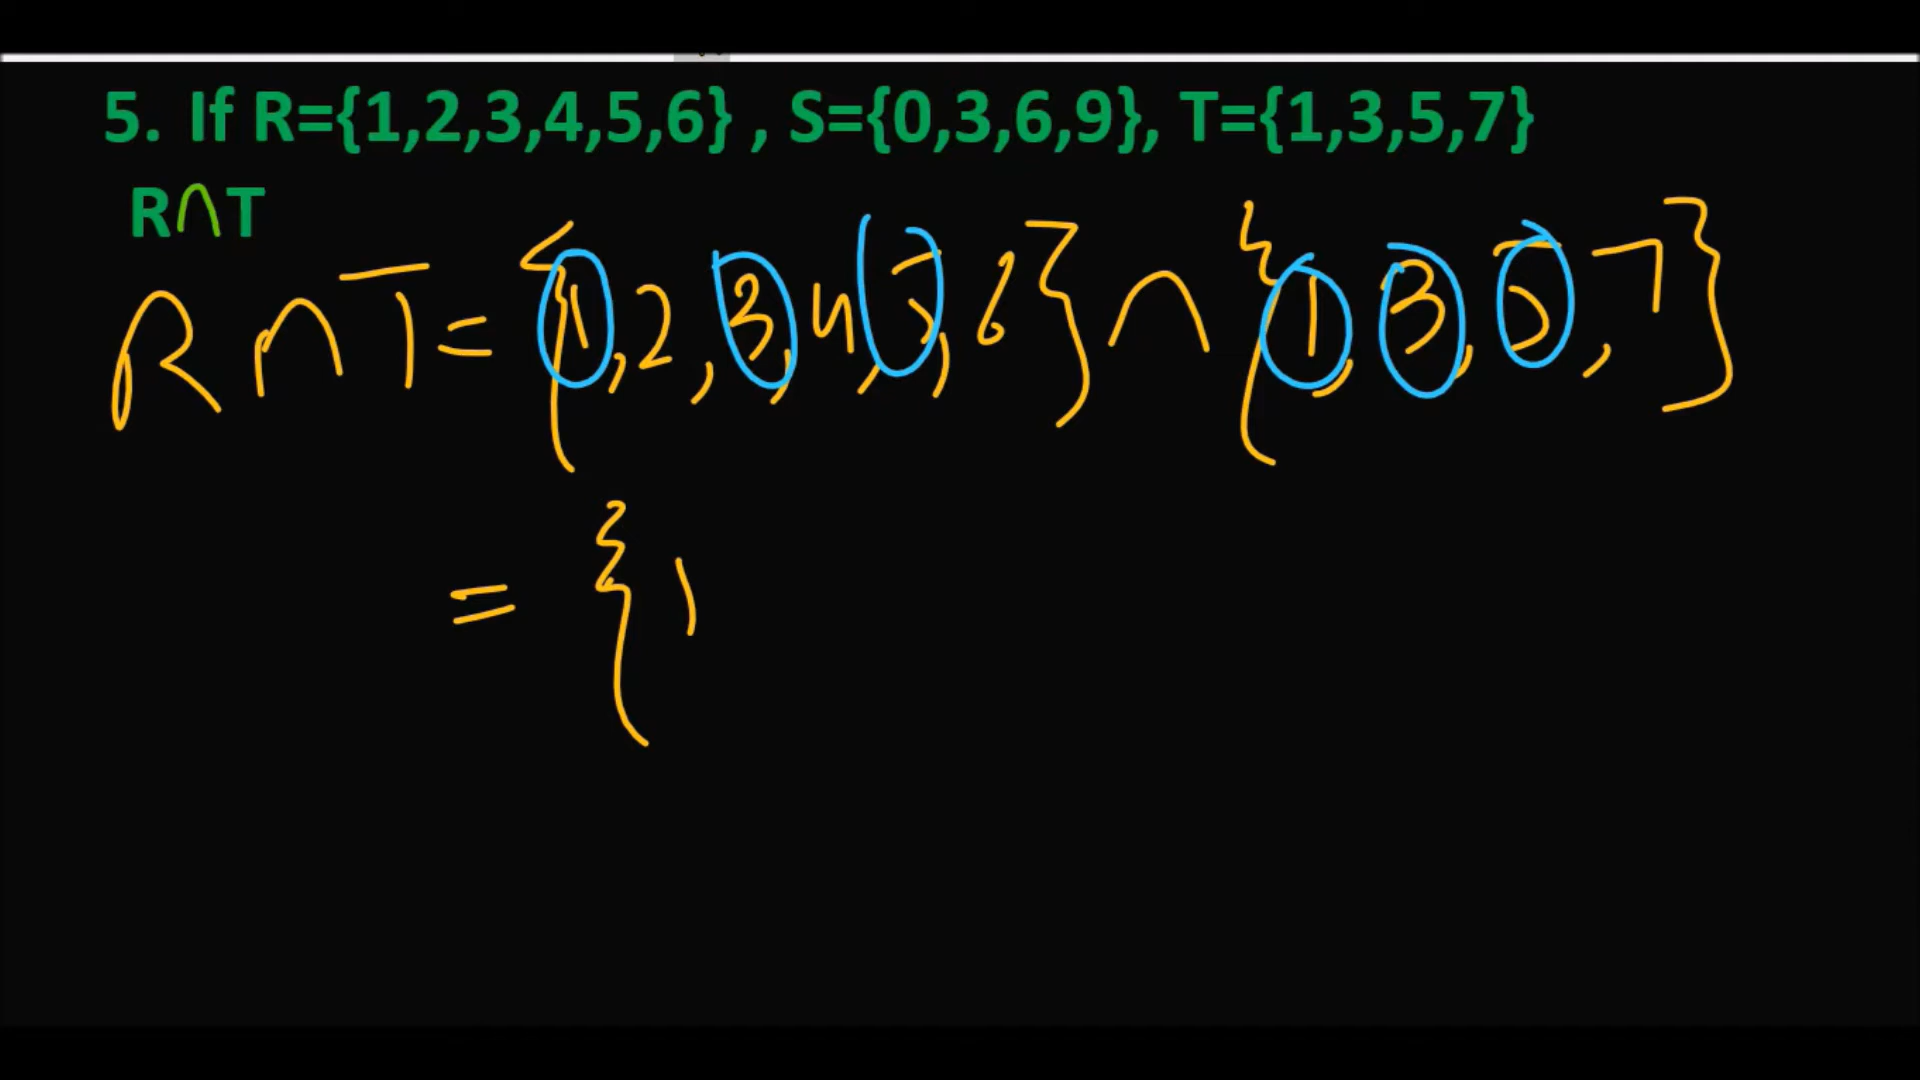 5. If R={1,2,3,4,5,6} , S={0,3,6,9}, T={1,3,5,7}
R∩T
R∩T={1,2,3,4,5,6}∩{1,3,5,7}
={1